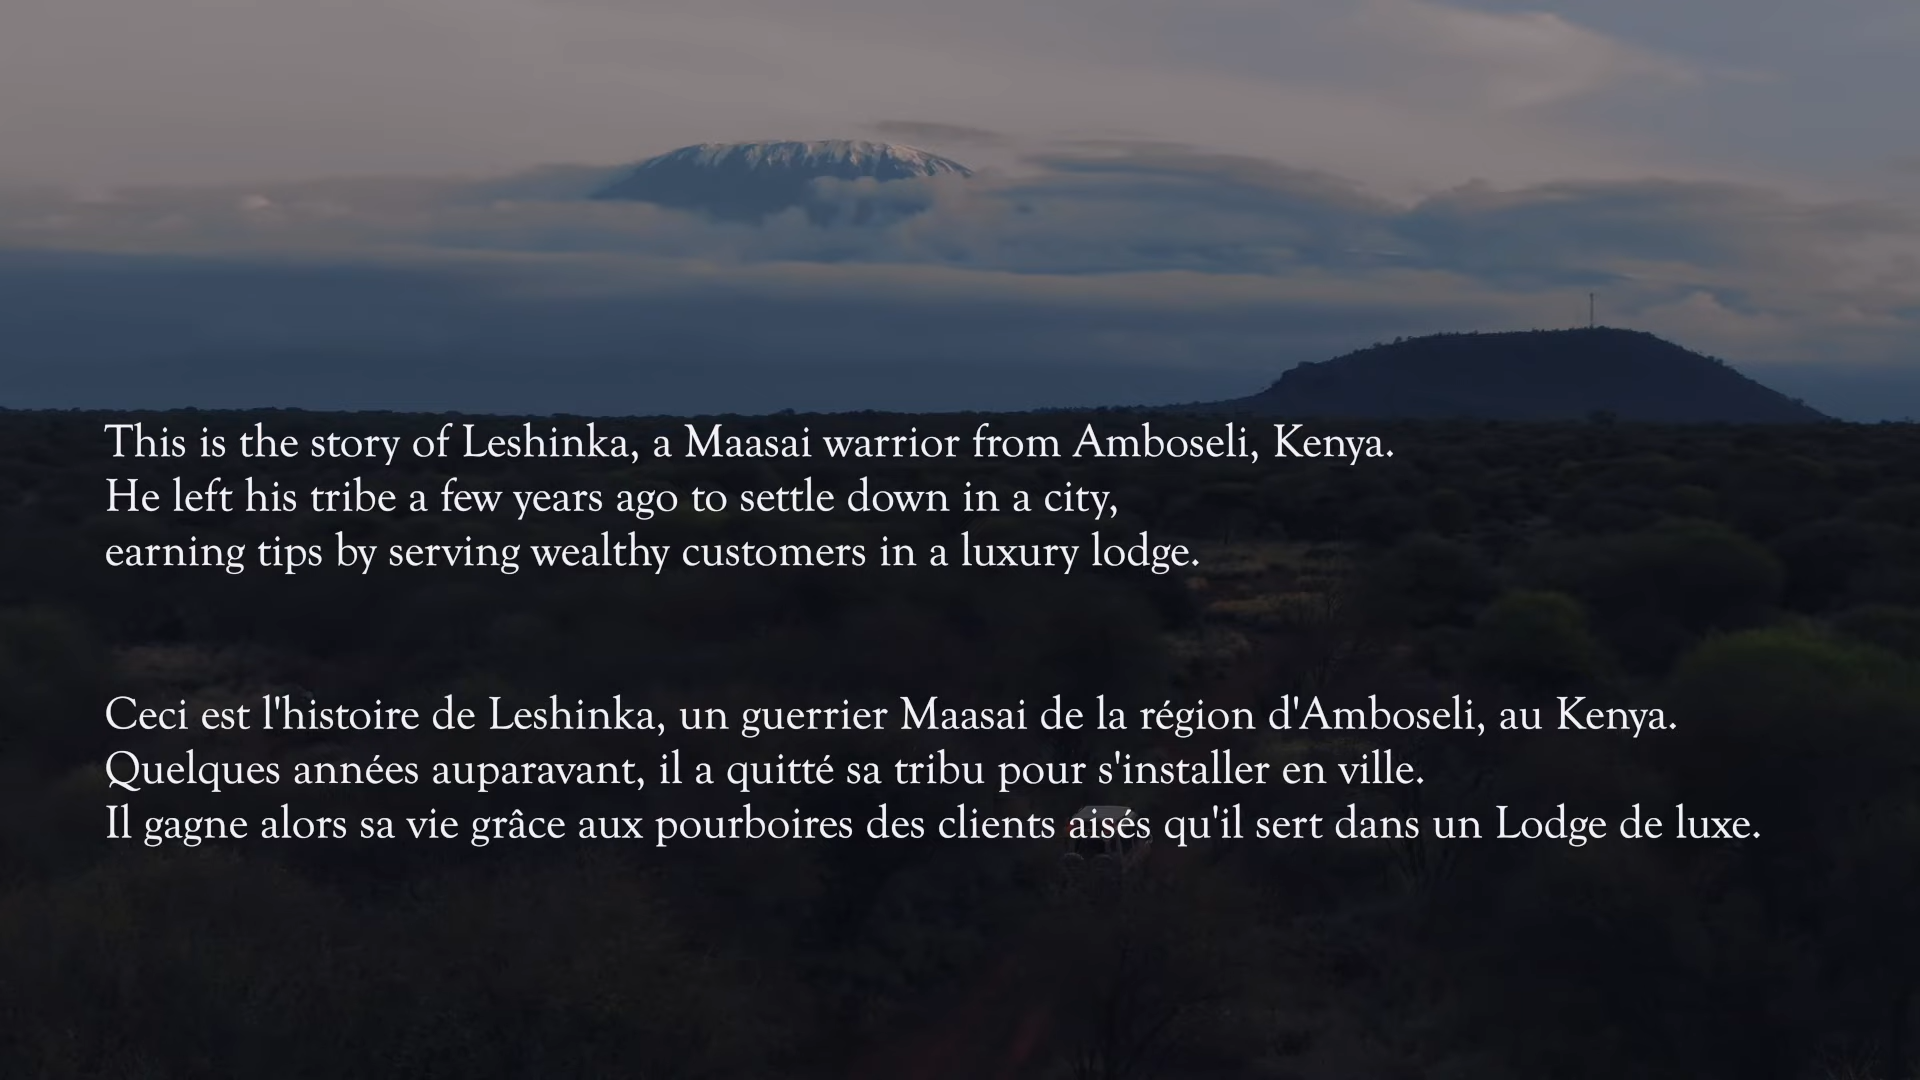 This is the story of Leshinka, a Maasai warrior from Amboseli, Kenya.
He left his tribe a few years ago to settle down in a city,
earning tips by serving wealthy customers in a luxury lodge.
Ceci est l'histoire de Leshinka, un guerrier Maasai de la région d'Amboseli, au Kenya.
Quelques années auparavant, il a quitté sa tribu pour s'installer en ville.
Il gagne alors sa vie grâce aux pourboires des clients aisés qu'il sert dans un Lodge de luxe.